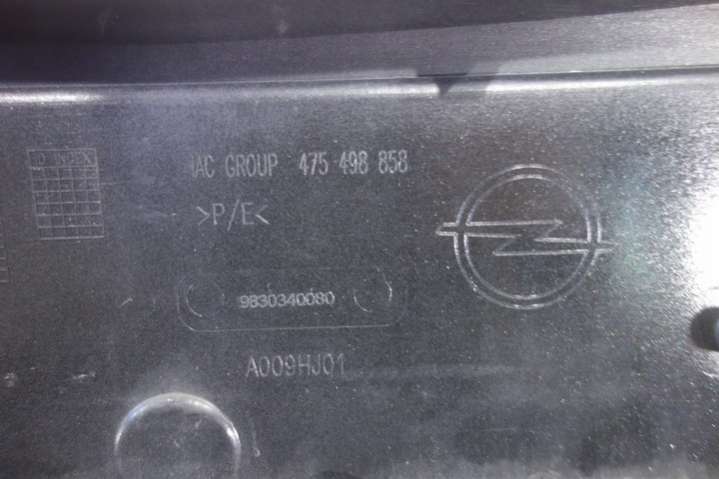 IAC GROUP 475 498 858
>P/E<
9830340080
A009HJ01